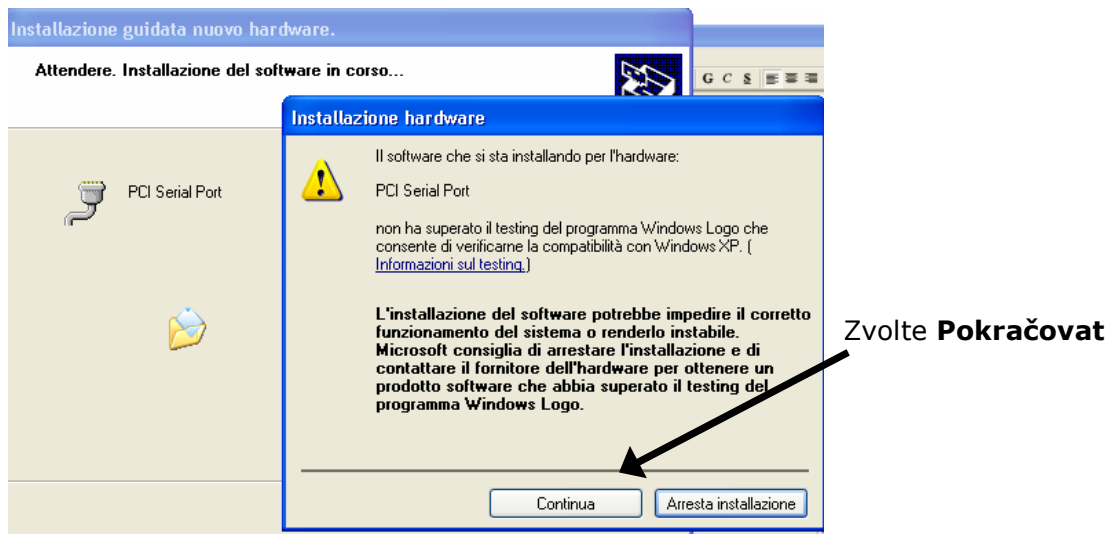 Installazione guidata nuovo hardware.
Attendere. Installazione del software in corso...
G C S
Installazione hardware
Il software che si sta installando per l'hardware:
PCI Serial Port
PCI Serial Port
non ha superato il testing del programma Windows Logo che
consente di verificarne la compatibilità con Windows XP. (
Informazioni sul testing.)
L'installazione del software potrebbe impedire il corretto
funzionamento del sistema o renderlo instabile.
Microsoft consiglia di arrestare l'installazione e di
contattare il fornitore dell'hardware per ottenere un
prodotto software che abbia superato il testing del
programma Windows Logo.
Zvolte Pokračovat
Continua
Arresta installazione